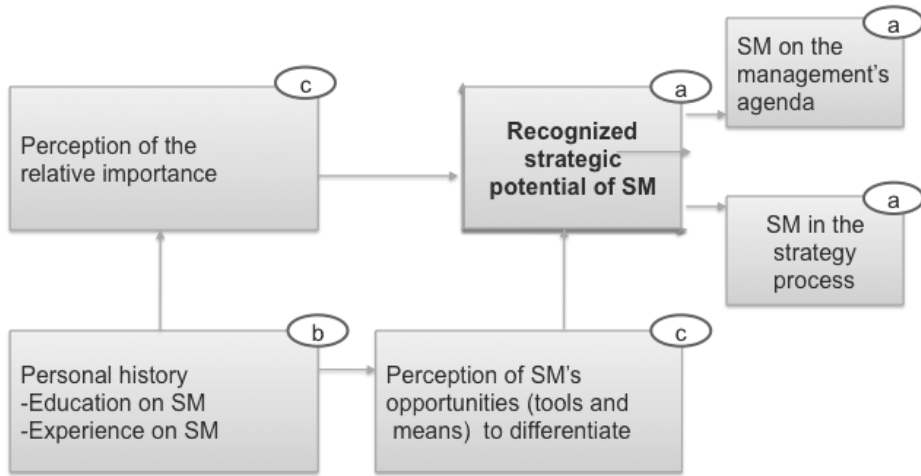 a
SM on the
management's
agenda
c
Perception of the
relative importance
a
Recognized
strategic
potential of SM
a
SM in the
strategy
process
b
Personal history
-Education on SM
-Experience on SM
c
Perception of SM's
opportunities (tools and
means) to differentiate